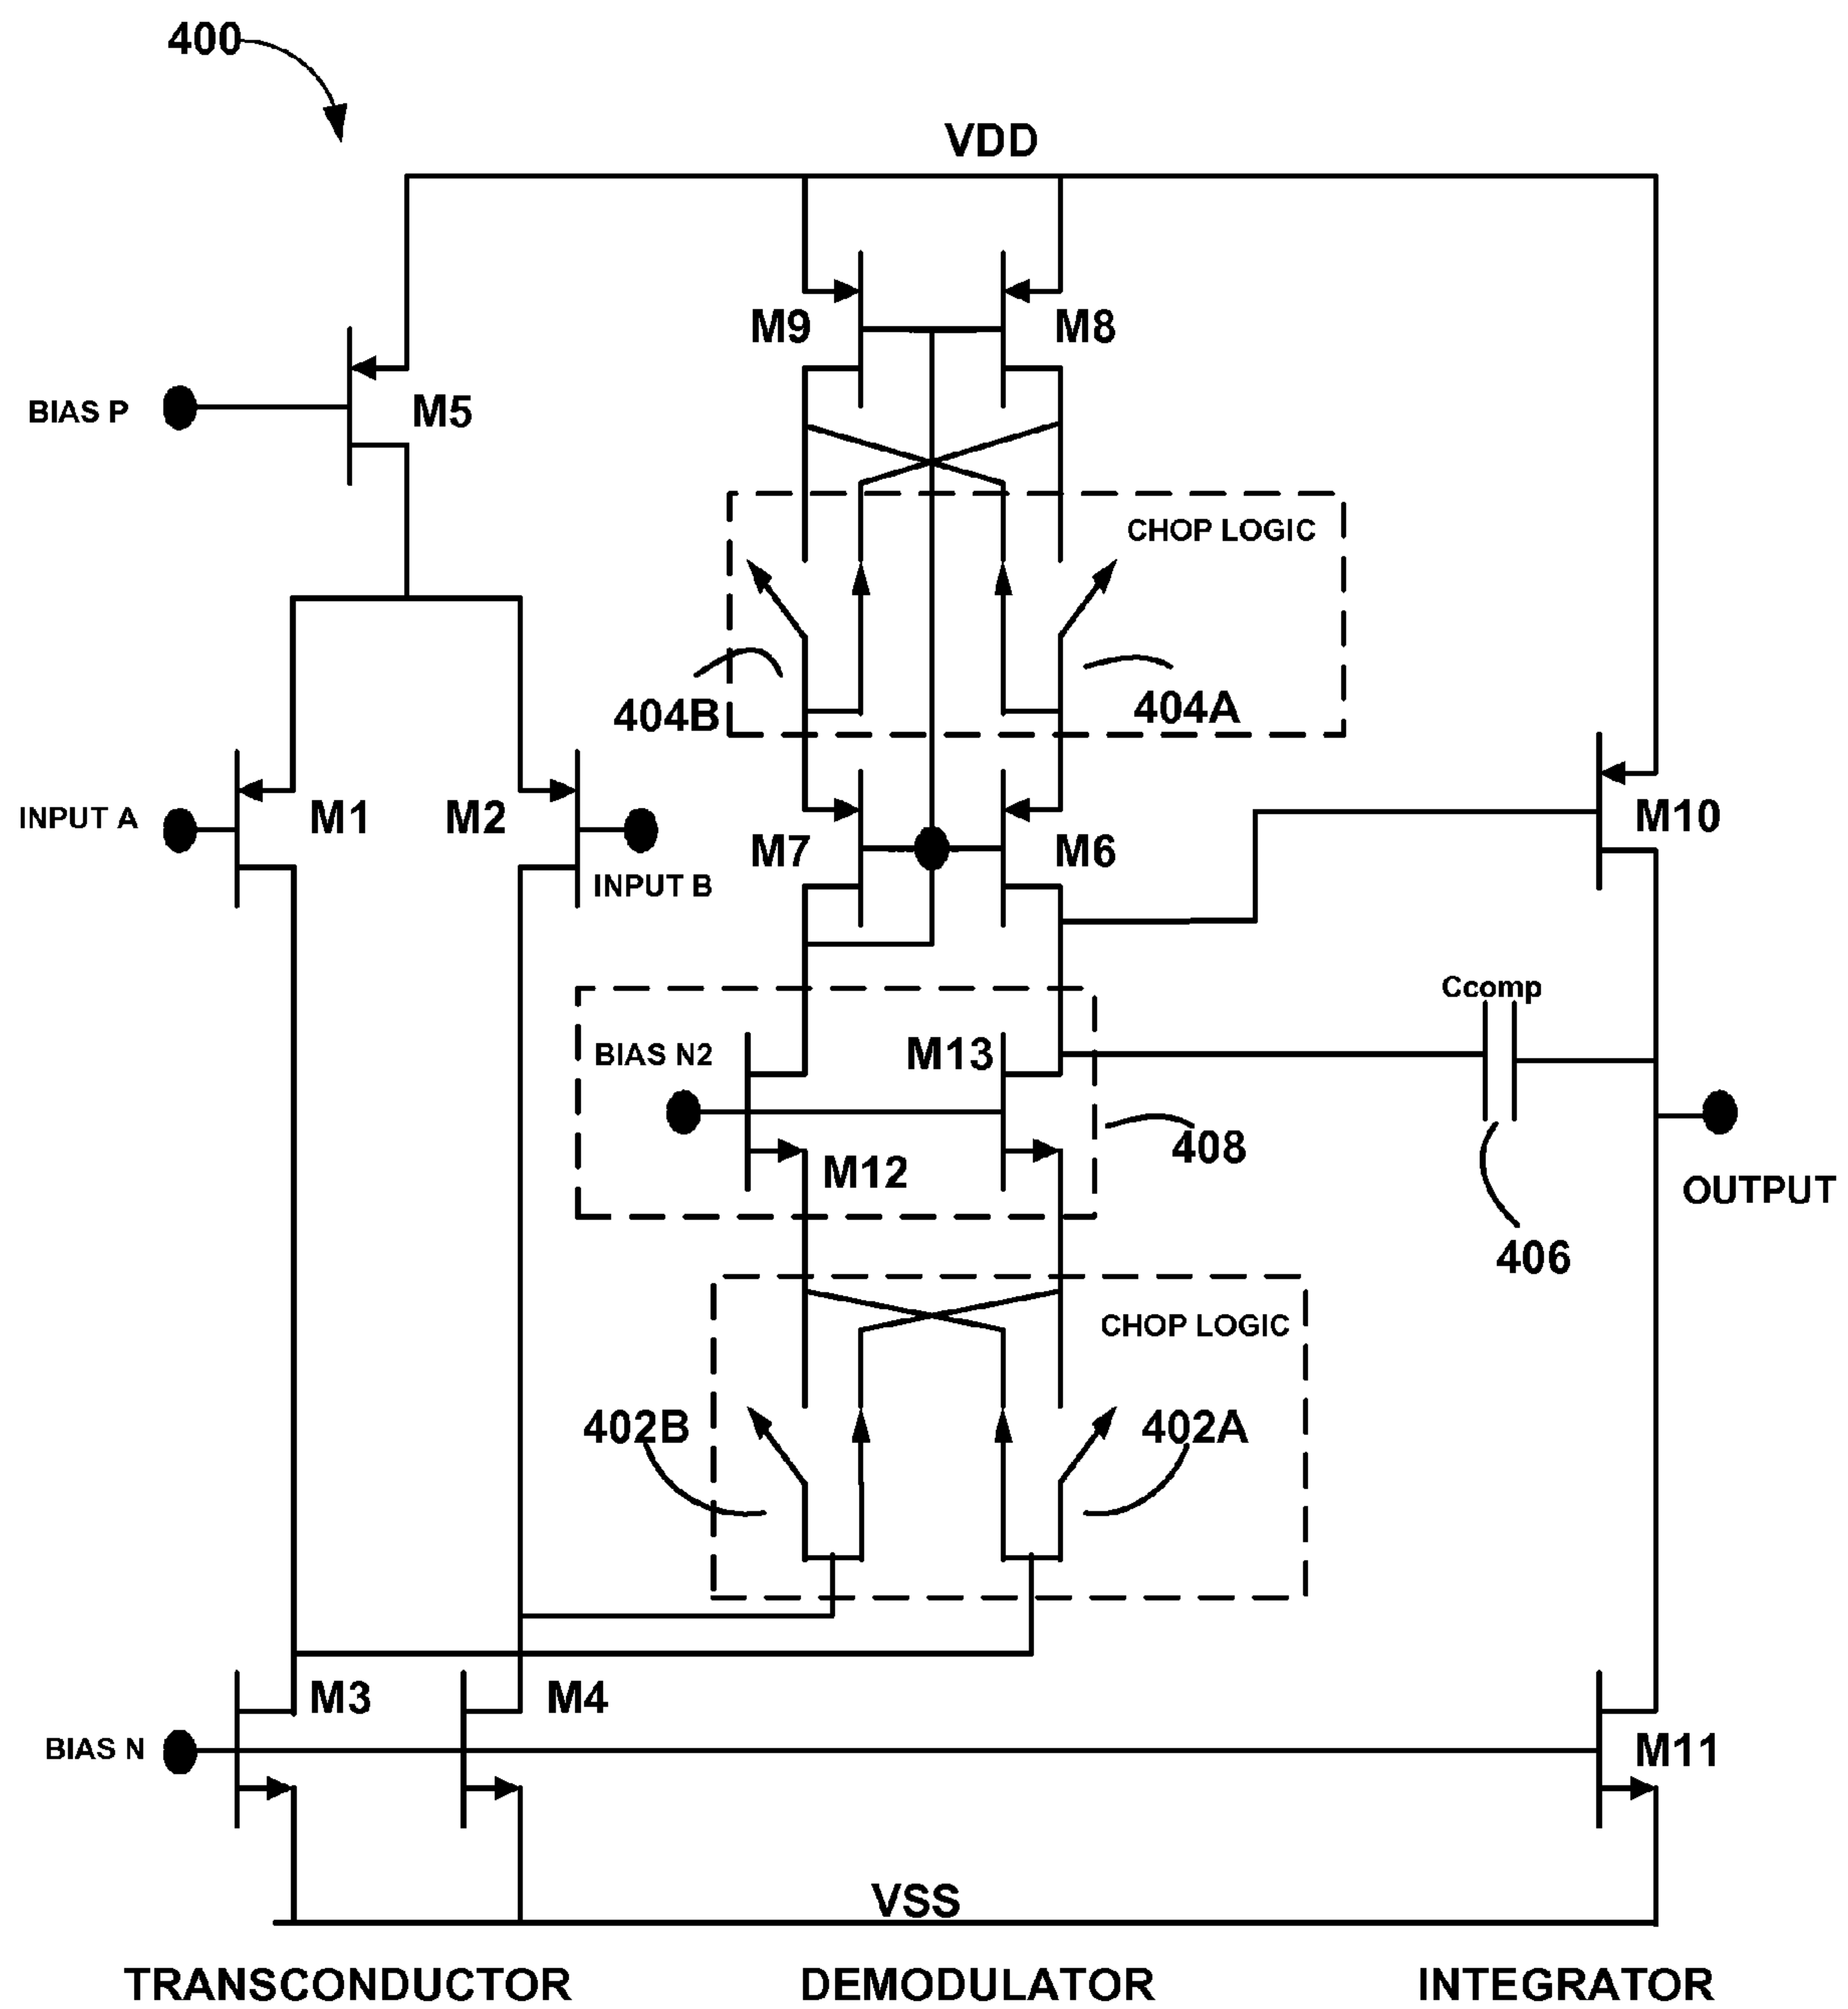 400
VDD
M9
M8
BIAS P
M5
CHOP LOGIC
404B
404A
INPUT A
M1
M2
INPUT B
M7
M6
M10
Ccomp
BIAS N2
M13
M12
408
OUTPUT
406
CHOP LOGIC
402B
402A
M3
M4
BIAS N
M11
VSS
TRANSCONDUCTOR
DEMODULATOR
INTEGRATOR